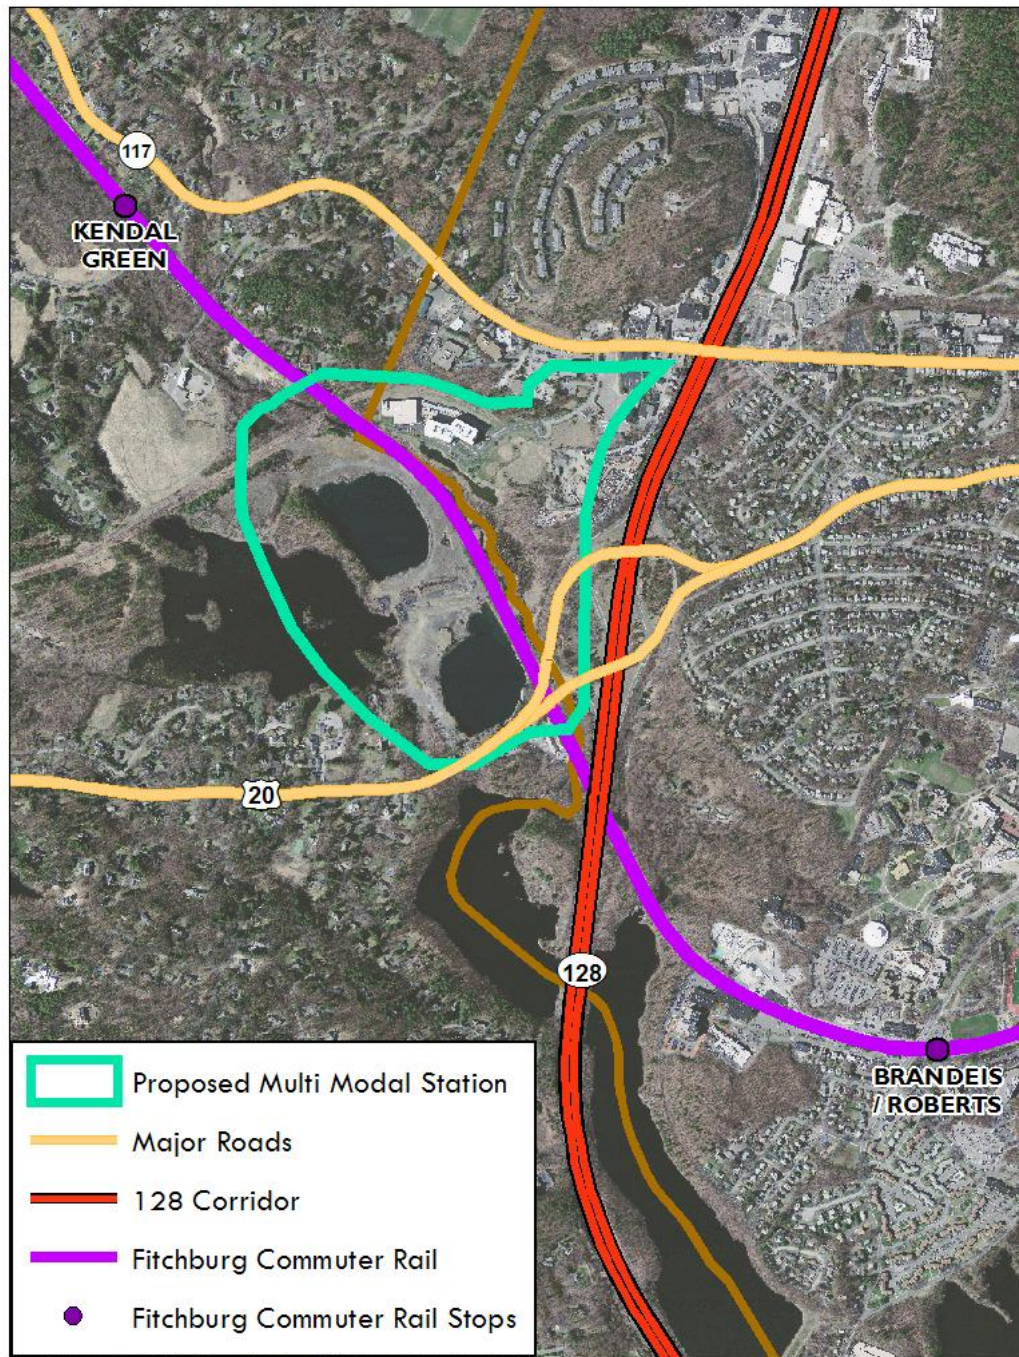 117
KENDAL
GREEN
20
128
BRANDEIS
/ ROBERTS
Proposed Multi Modal Station
Major Roads
128 Corridor
Fitchburg Commuter Rail
Fitchburg Commuter Rail Stops